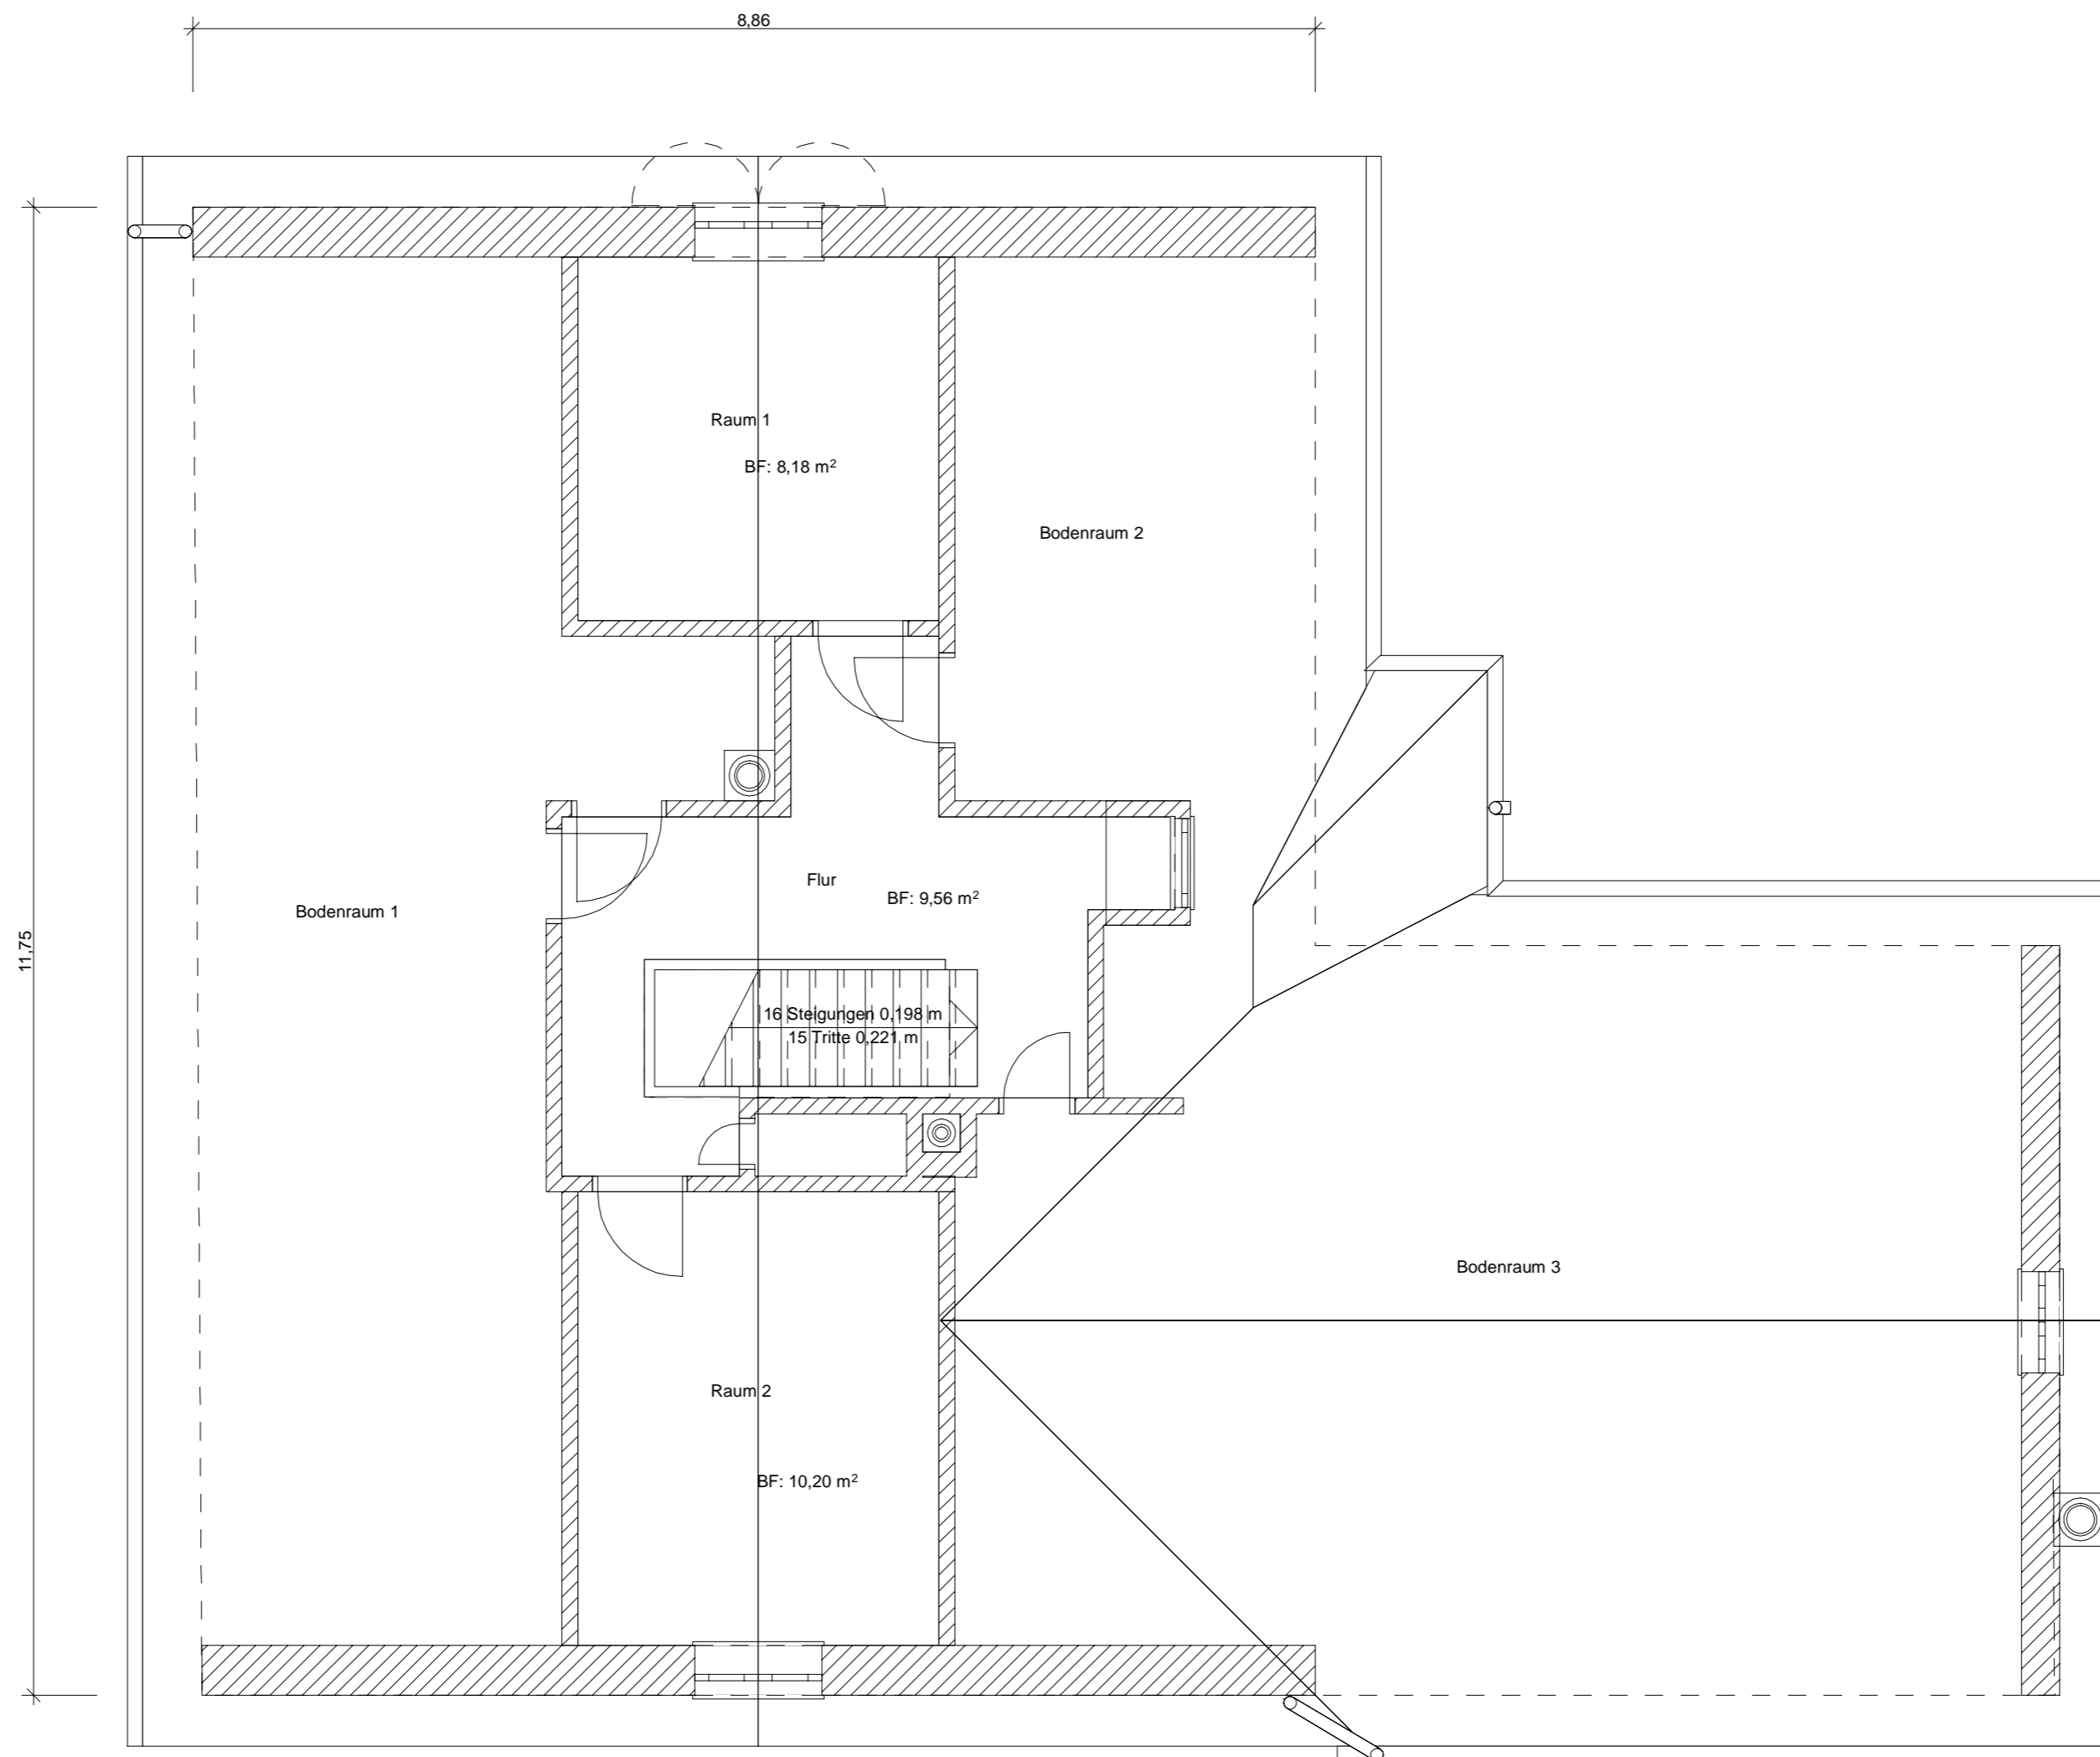 8,86
Raum 1
BF: 8,18 m²
Bodenraum 2
Flur
BF: 9,56 m²
Bodenraum 1
11,75
16 Steigungen 0,198 m
15 Tritte 0,221 m
Bodenraum 3
Raum 2
BF: 10,20 m²